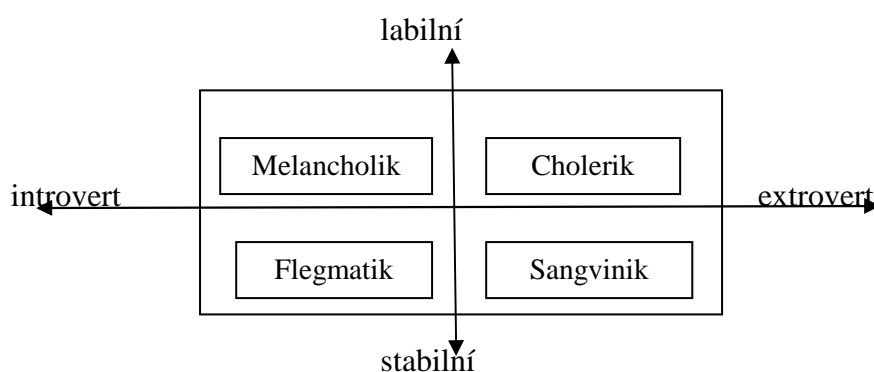 labilní
Melancholik Cholerik
introvert extrovert
Flegmatik Sangvinik
stabilní